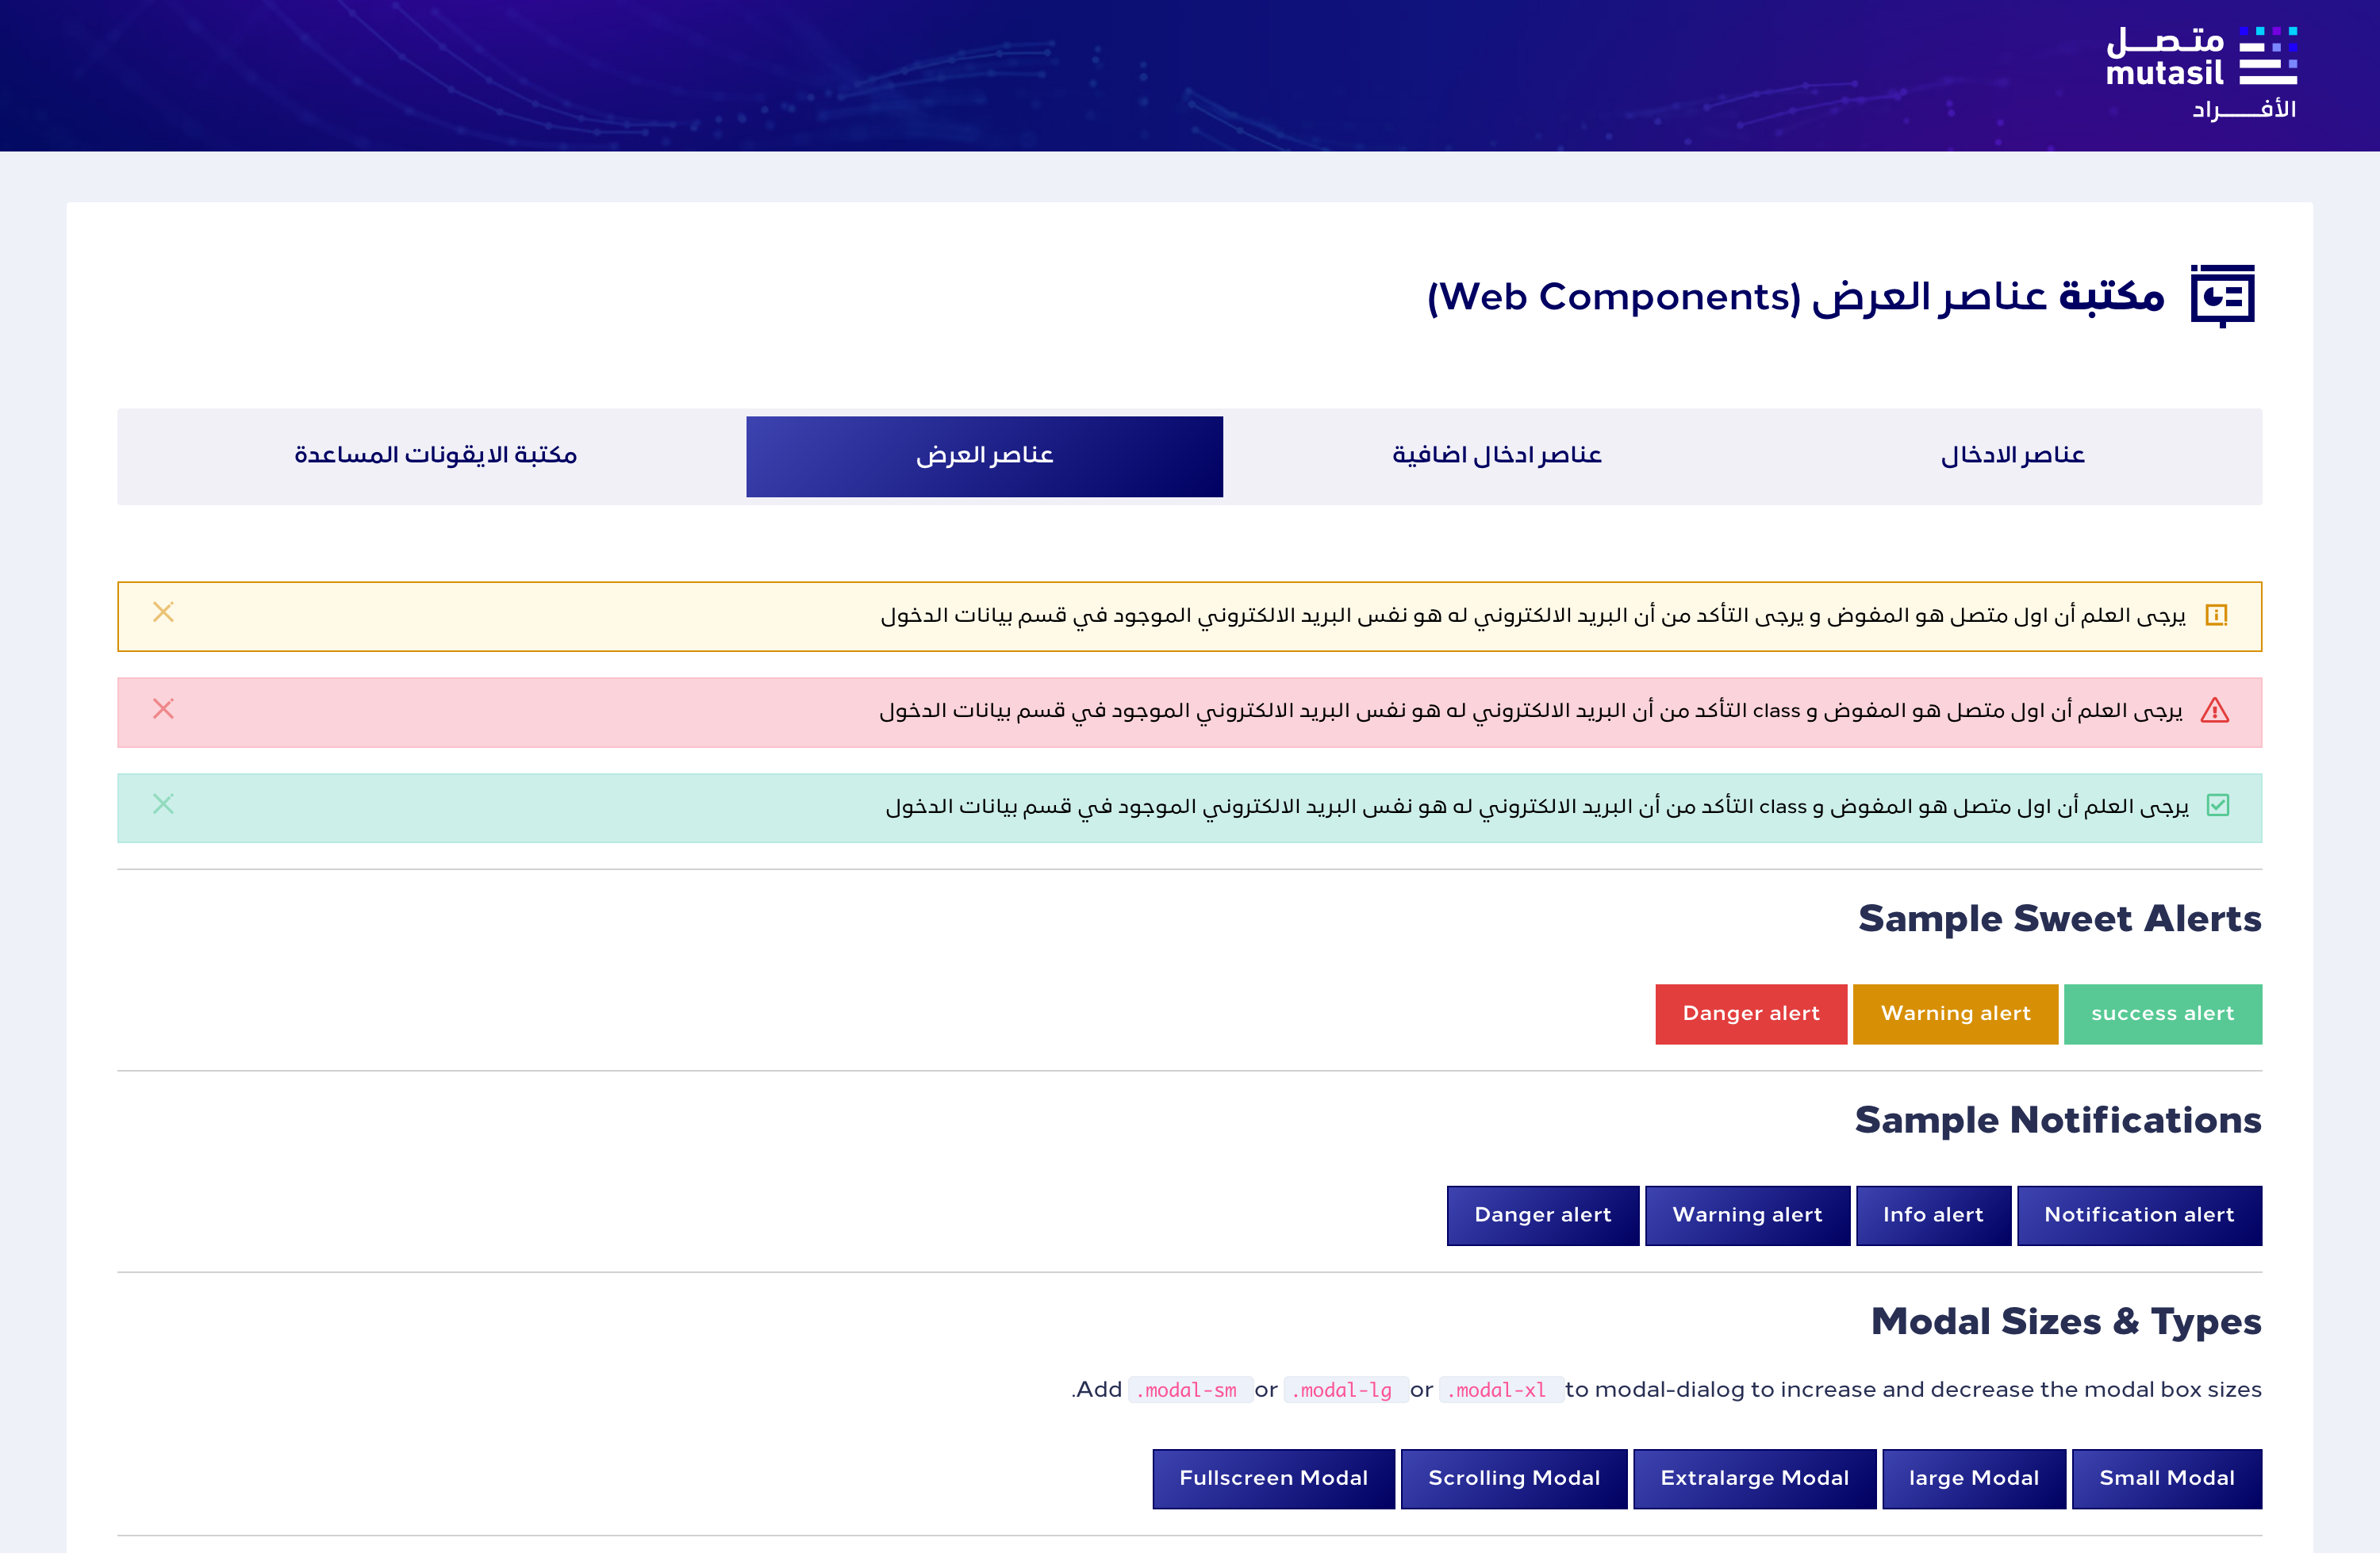 متصل
mutasil
الأفراد
مكتبة عناصر العرض (Web Components)
عناصر الادخال
عناصر ادخال اضافية
عناصر العرض
مكتبة الايقونات المساعدة
يرجى العلم أن اول متصل هو المفوض و يرجى التأكد من أن البريد الالكتروني له هو نفس البريد الالكتروني الموجود في قسم بيانات الدخول
يرجى العلم أن اول متصل هو المفوض و class التأكد من أن البريد الالكتروني له هو نفس البريد الالكتروني الموجود في قسم بيانات الدخول
يرجى العلم أن اول متصل هو المفوض و class التأكد من أن البريد الالكتروني له هو نفس البريد الالكتروني الموجود في قسم بيانات الدخول
Sample Sweet Alerts
success alert
Warning alert
Danger alert
Sample Notifications
Notification alert
Info alert
Warning alert
Danger alert
Modal Sizes & Types
.Add .modal-sm or .modal-lg or .modal-xl to modal-dialog to increase and decrease the modal box sizes
Small Modal
large Modal
Extralarge Modal
Scrolling Modal
Fullscreen Modal